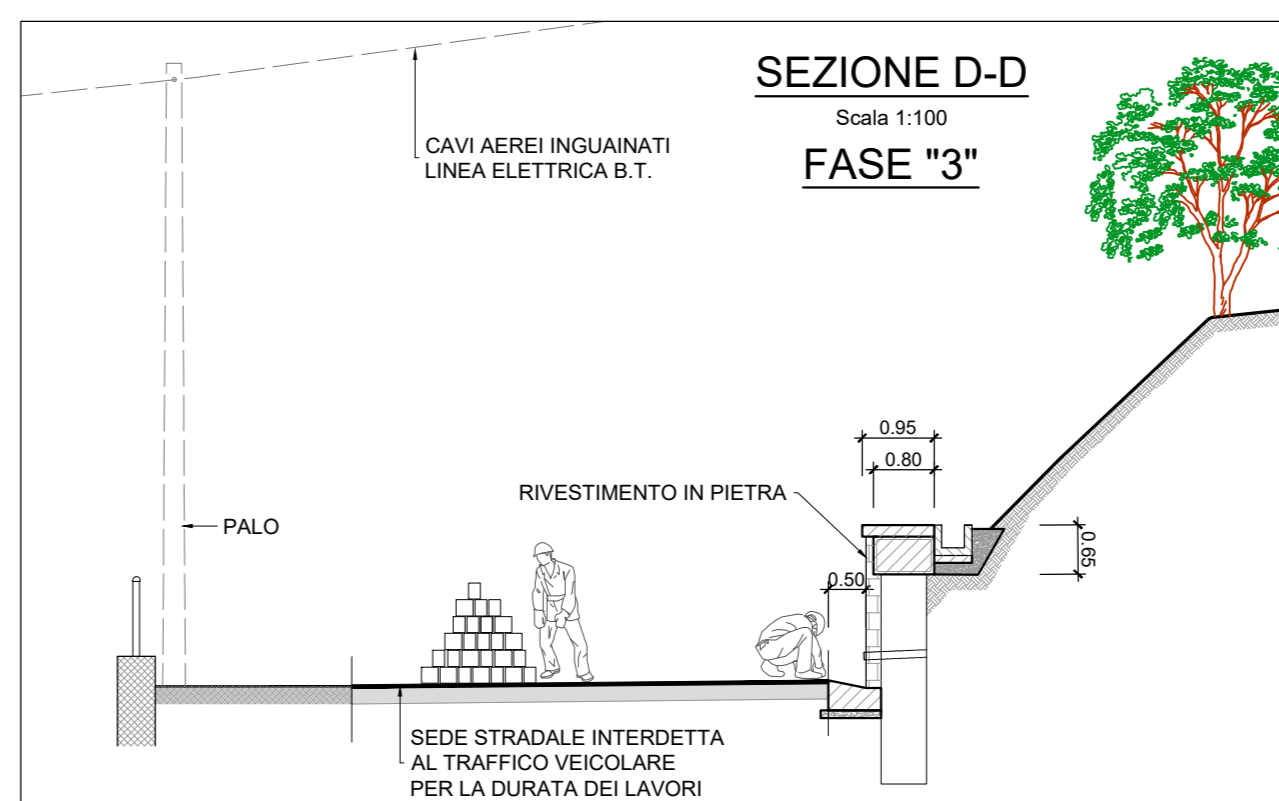 SEZIONE D-D
Scala 1:100
FASE "3"
CAVI AEREI INGUAINATI
LINEA ELETTRICA B.T.
0.95
0.80
RIVESTIMENTO IN PIETRA
PALO
0.65
0.50
SEDE STRADALE INTERDETTA
AL TRAFFICO VEICOLARE
PER LA DURATA DEI LAVORI